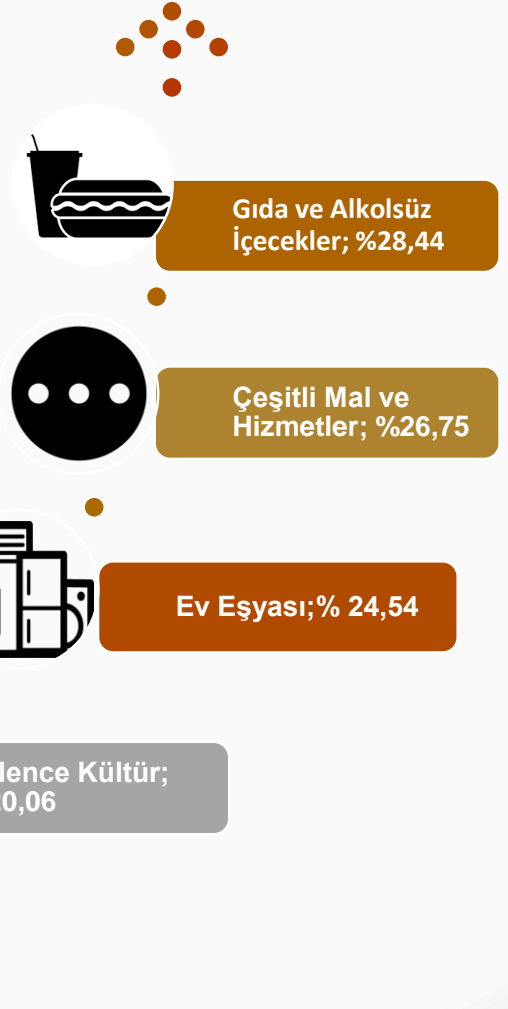 Gıda ve Alkolsüz
İçecekler; %28,44
Çeşitli Mal ve
Hizmetler; %26,75
Ev Eşyası;% 24,54
Kültür;